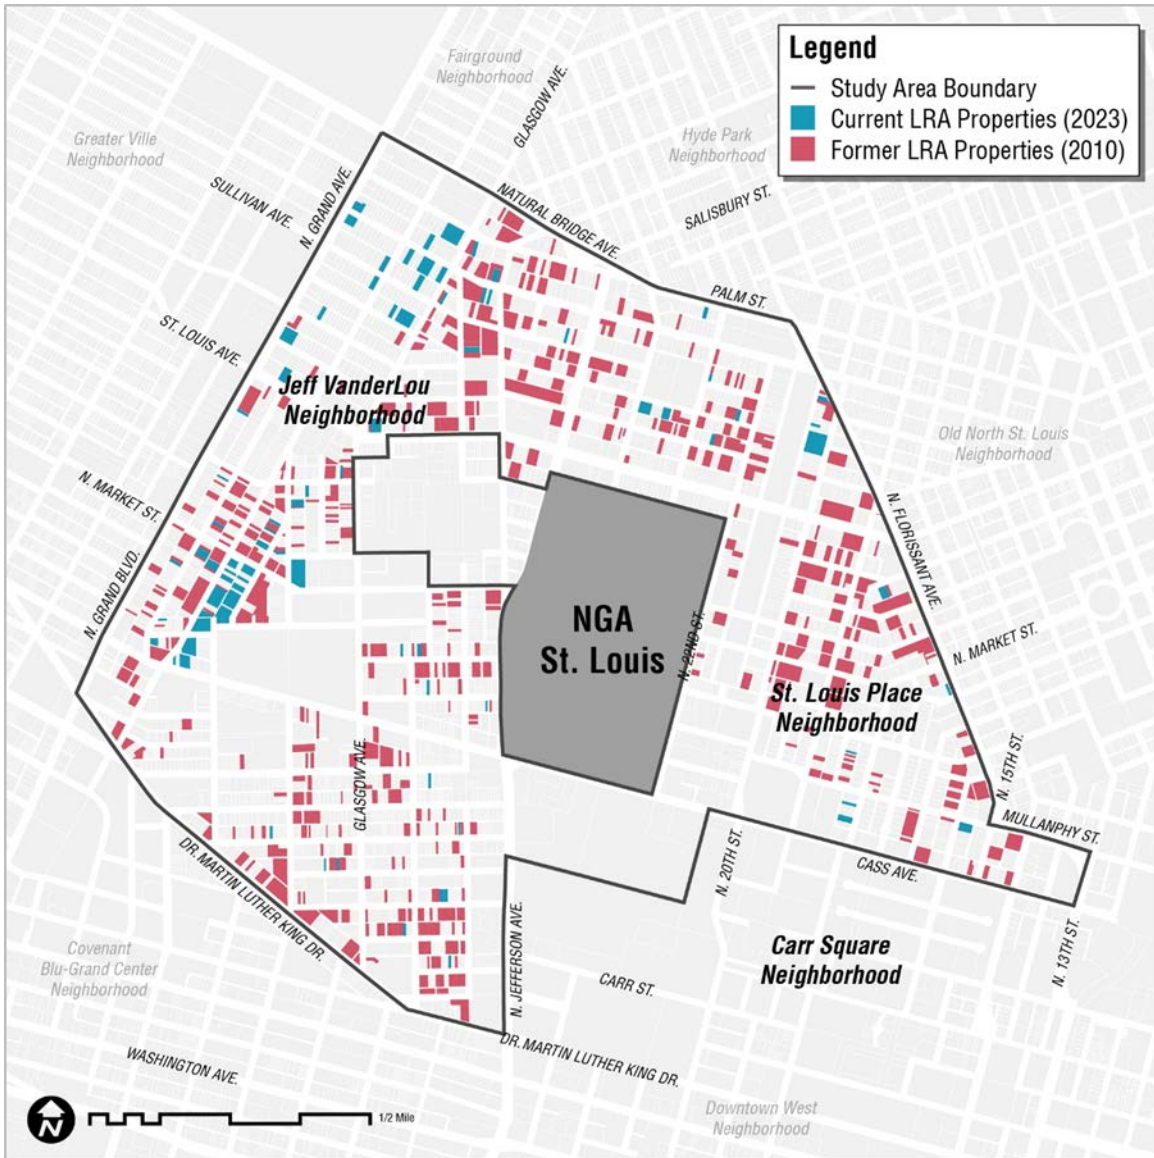 Legend
Study Area Boundary
Current LRA Properties (2023)
Former LRA Properties (2010)
Fairground
Neighborhood
GLASGOW AVE.
Greater Ville
Neighborhood
Hyde Park
Neighborhood
SULLIVAN AVE.
N. GRAND AVE.
NATURAL BRIDGE AVE.
SALISBURY ST.
PALM ST.
ST. LOUIS AVE.
Jeff VanderLou
Neighborhood
Old North St. Louis
Neighborhood
N. MARKET ST.
N. GRAND BLVD.
N. FLORISSANT AVE.
NGA
St. Louis
N. 22ND ST.
N. MARKET ST.
St. Louis Place
Neighborhood
GLASGOW AVE.
N. 15TH ST.
MULLANPHY ST.
DR. MARTIN LUTHER KING DR.
N. 20TH ST.
CASS AVE.
Covenant
Blu-Grand Center
Neighborhood
N. JEFFERSON AVE.
Carr Square
Neighborhood
N. 13TH ST.
CARR ST.
WASHINGTON AVE.
DR. MARTIN LUTHER KING DR.
Downtown West
Neighborhood
N
1/2 Mile